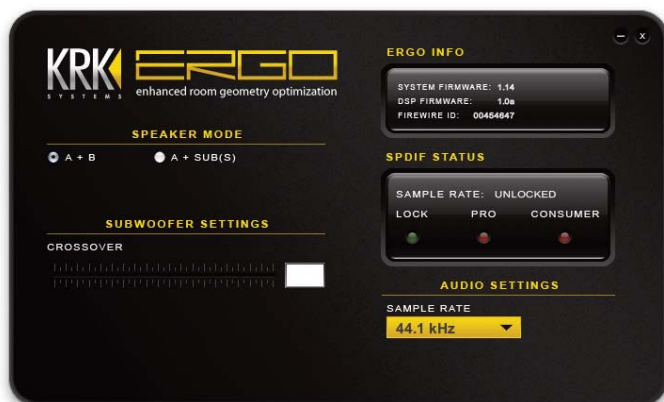 KRK
SYSTEMS
ERGO
enhanced room geometry optimization
SPEAKER MODE
A + B
A + SUB(S)
SUBWOOFER SETTINGS
CROSSOVER
– x
ERGO INFO
SYSTEM FIRMWARE: 1.14
DSP FIRMWARE: 1.0a
FIREWIRE ID: 00454647
SPDIF STATUS
SAMPLE RATE: UNLOCKED
LOCK PRO CONSUMER
AUDIO SETTINGS
SAMPLE RATE
44.1 kHz